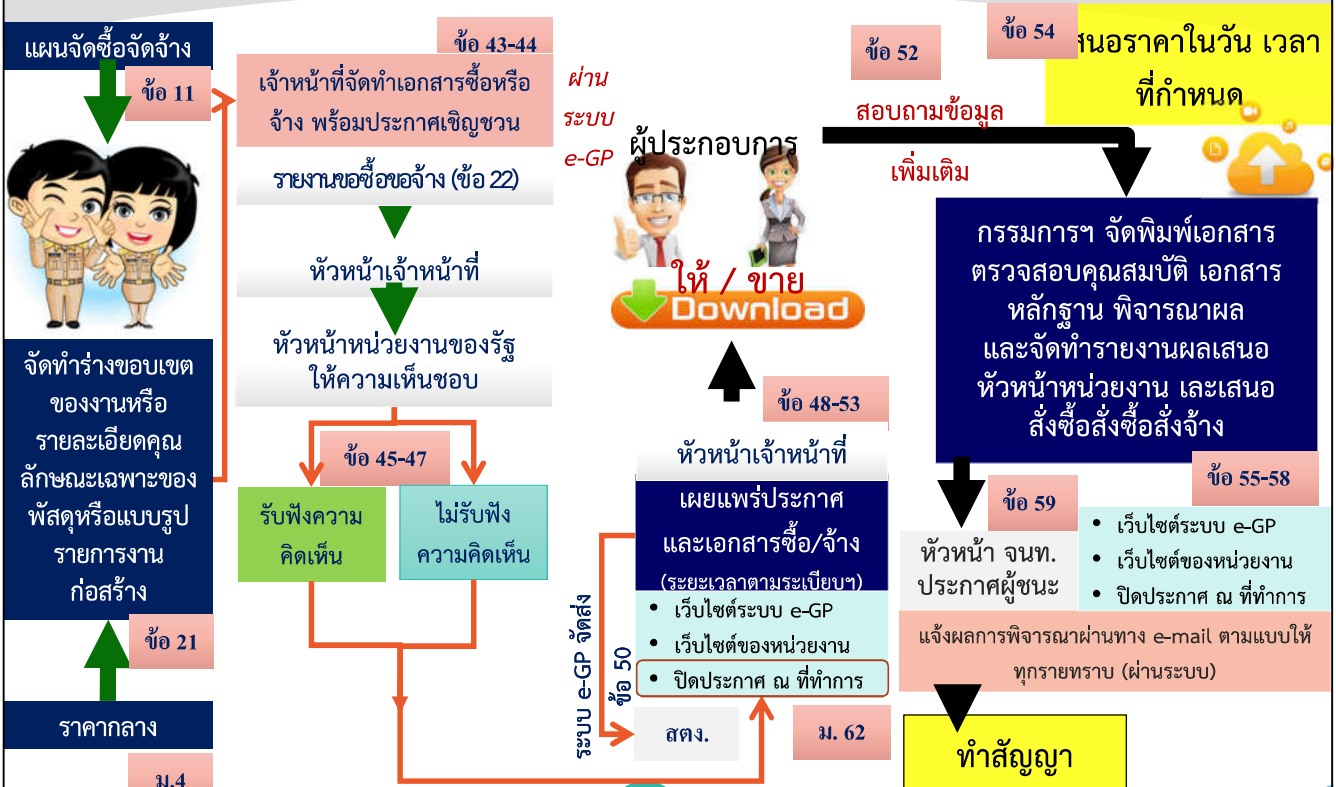 แผนจัดซื้อจัดจ้าง
ข้อ 11
จัดทำร่างขอบเขต
ของงานหรือ
รายละเอียดคุณ
ลักษณะเฉพาะของ
พัสดุหรือแบบรูป
รายการงาน
ก่อสร้าง
ข้อ 21
ราคากลาง
ม.4
ข้อ 43-44
เจ้าหน้าที่จัดทำเอกสารซื้อหรือ
จ้าง พร้อมประกาศเชิญชวน
ผ่าน
ระบบ
e-GP
รายงานขอซื้อขอจ้าง (ข้อ 22)
หัวหน้าเจ้าหน้าที่
หัวหน้าหน่วยงานของรัฐ
ให้ความเห็นชอบ
ข้อ 45-47
รับฟังความ
คิดเห็น
ไม่รับฟัง
ความคิดเห็น
ผู้ประกอบการ
ให้ / ขาย
Download
ข้อ 48-53
หัวหน้าเจ้าหน้าที่
เผยแพร่ประกาศ
และเอกสารซื้อ/จ้าง
(ระยะเวลาตามระเบียบฯ)
• เว็บไซต์ระบบ e-GP
• เว็บไซต์ของหน่วยงาน
• ปิดประกาศ ณ ที่ทำการ
ระบบ e-GP จัดส่ง
ข้อ 50
สตง.
ม. 62
ข้อ 52
สอบถามข้อมูล
เพิ่มเติม
ข้อ 54
สนอราคาในวัน เวลา
ที่กำหนด
กรรมการฯ จัดพิมพ์เอกสาร
ตรวจสอบคุณสมบัติ เอกสาร
หลักฐาน พิจารณาผล
และจัดทำรายงานผลเสนอ
หัวหน้าหน่วยงาน เละเสนอ
สั่งซื้อสั่งซื้อสั่งจ้าง
ข้อ 55-58
ข้อ 59
หัวหน้า จนท.
ประกาศผู้ชนะ
• เว็บไซต์ระบบ e-GP
• เว็บไซต์ของหน่วยงาน
• ปิดประกาศ ณ ที่ทำการ
แจ้งผลการพิจารณาผ่านทาง e-mail ตามแบบให้
ทุกรายทราบ (ผ่านระบบ)
ทำสัญญา